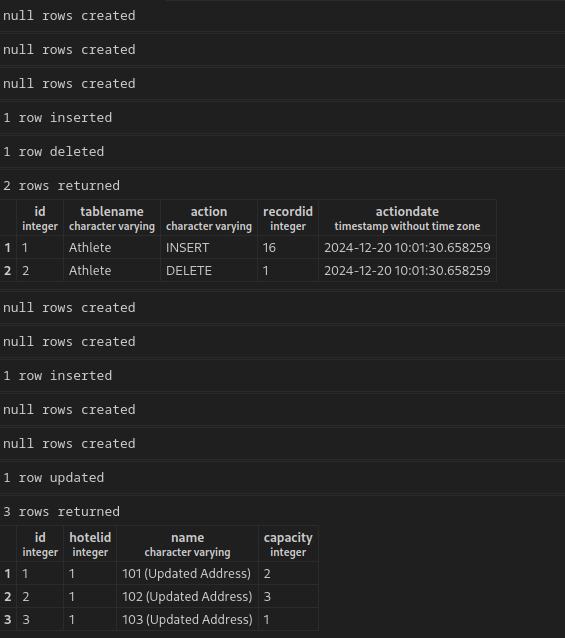 null rows created
null rows created
null rows created
1 row inserted
1 row deleted
2 rows returned
id tablename action recordid actiondate
integer character varying character varying integer timestamp without time zone
1 1 Athlete INSERT 16 2024-12-20 10:01:30.658259
2 2 Athlete DELETE 1 2024-12-20 10:01:30.658259
null rows created
null rows created
1 row inserted
null rows created
null rows created
1 row updated
3 rows returned
id hotelid name capacity
integer integer character varying integer
1 1 1 101 (Updated Address) 2
2 2 1 102 (Updated Address) 3
3 3 1 103 (Updated Address) 1